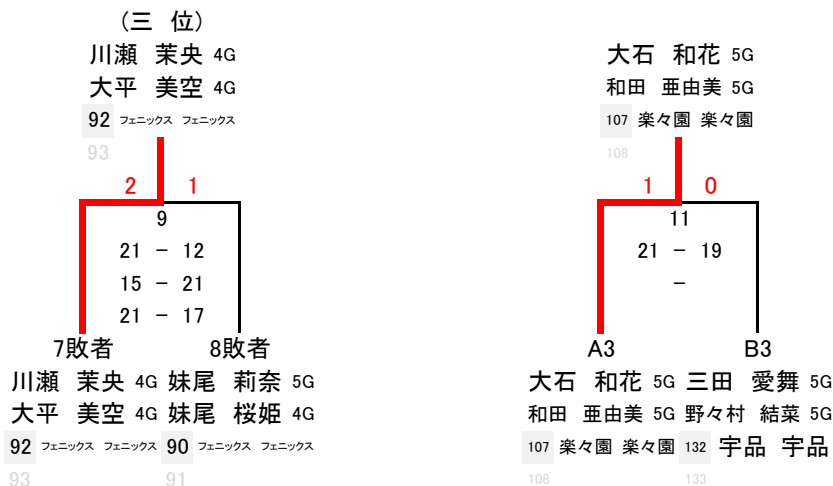 （三　位）
川瀬　茉央 4G
大平　美空 4G
92 フェニックス フェニックス
93
2 1
9
21 － 12
15 － 21
21 － 17
7敗者 8敗者
川瀬　茉央 4G 妹尾　莉奈 5G
大平　美空 4G 妹尾　桜姫 4G
92 フェニックス フェニックス 90 フェニックス フェニックス
93 91
大石　和花 5G
和田　亜由美 5G
107 楽々園 楽々園
108
1 0
11
21 － 19
－
A3 B3
大石　和花 5G 三田　愛舞 5G
和田　亜由美 5G 野々村　結菜 5G
107 楽々園 楽々園 132 宇品 宇品
108 133